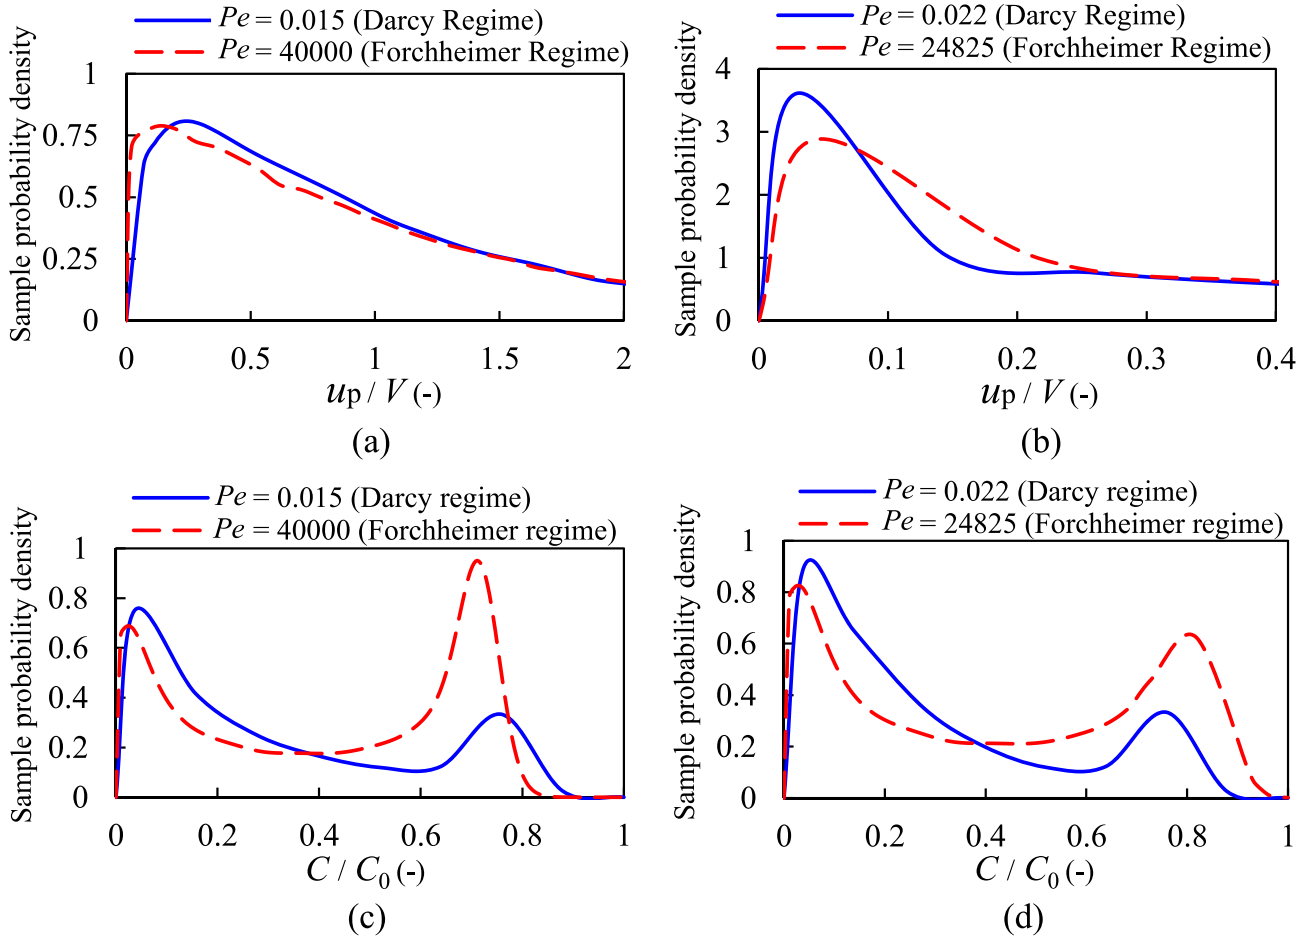 Pe = 0.015 (Darcy Regime)
Pe = 40000 (Forchheimer Regime)
Sample probability density
1
0.75
0.5
0.25
0
0 0.5 1 1.5 2
up / V (-)
(a)
Pe = 0.022 (Darcy Regime)
Pe = 24825 (Forchheimer Regime)
Sample probability density
4
3
2
1
0
0 0.1 0.2 0.3 0.4
up / V (-)
(b)
Pe = 0.015 (Darcy regime)
Pe = 40000 (Forchheimer regime)
Sample probability density
1
0.8
0.6
0.4
0.2
0
0 0.2 0.4 0.6 0.8 1
C / C0 (-)
(c)
Pe = 0.022 (Darcy regime)
Pe = 24825 (Forchheimer regime)
Sample probability density
1
0.8
0.6
0.4
0.2
0
0 0.2 0.4 0.6 0.8 1
C / C0 (-)
(d)